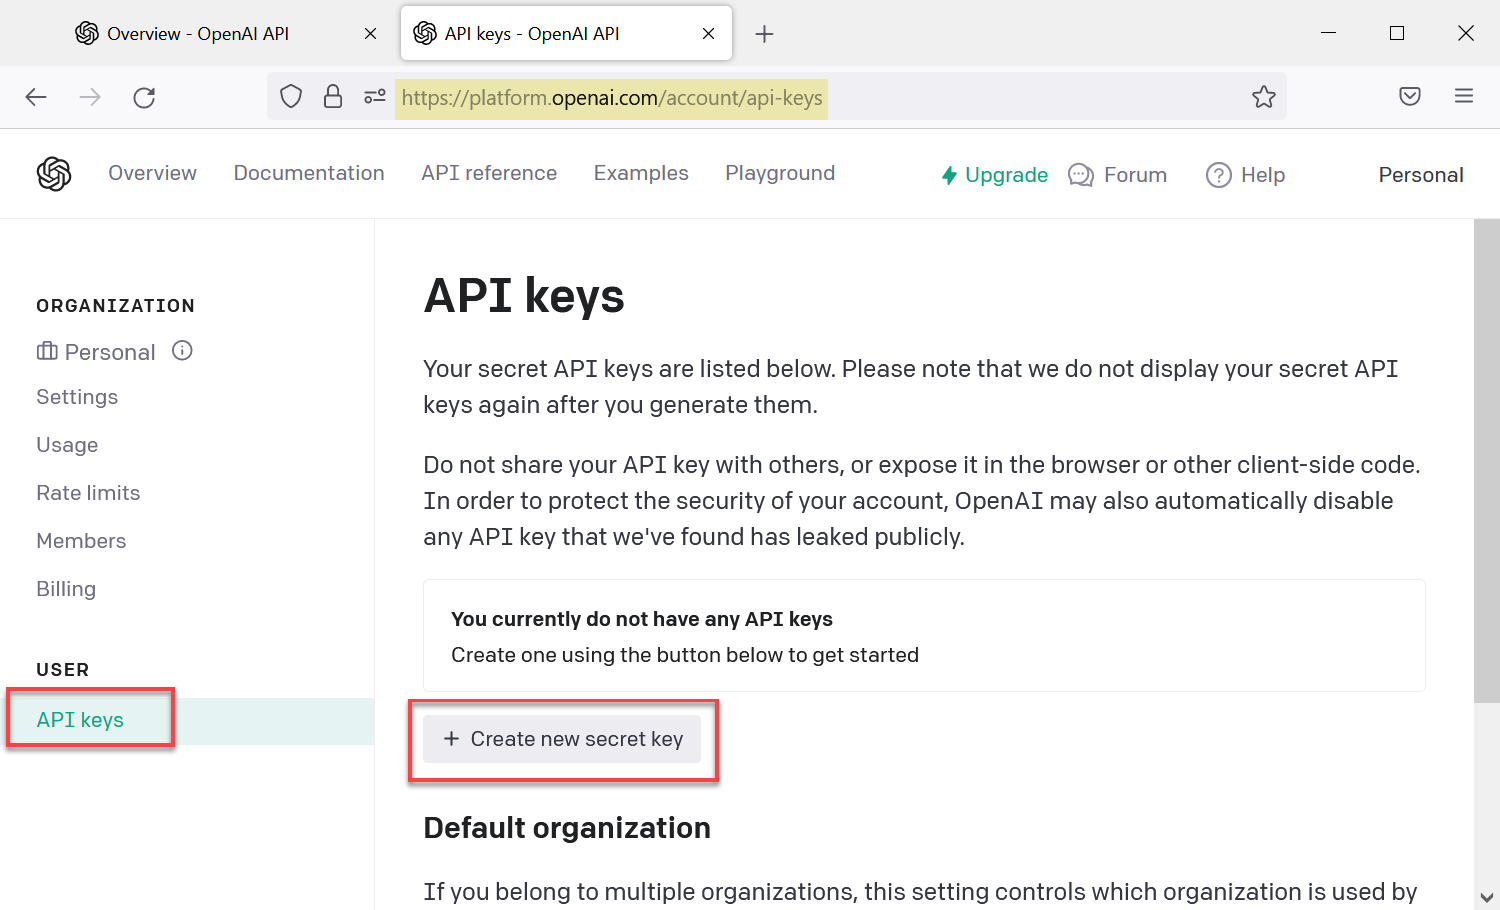 Overview - OpenAI API
API keys - OpenAI API
https://platform.openai.com/account/api-keys
Overview
Documentation
API reference
Examples
Playground
Upgrade
Forum
Help
Personal
ORGANIZATION
Personal
Settings
Usage
Rate limits
Members
Billing
USER
API keys
API keys
Your secret API keys are listed below. Please note that we do not display your secret API
keys again after you generate them.
Do not share your API key with others, or expose it in the browser or other client-side code.
In order to protect the security of your account, OpenAI may also automatically disable
any API key that we've found has leaked publicly.
You currently do not have any API keys
Create one using the button below to get started
+ Create new secret key
Default organization
If you belong to multiple organizations, this setting controls which organization is used by